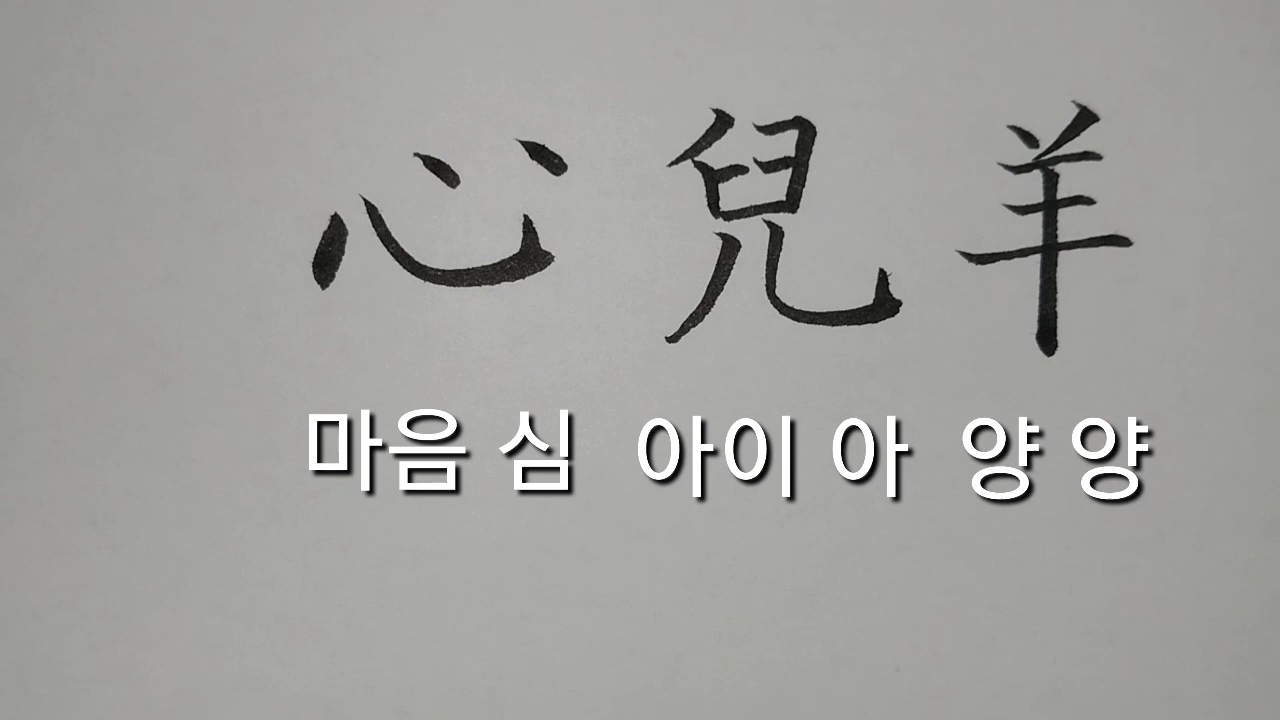 心 兒 羊
마음 심 아이 아 양 양